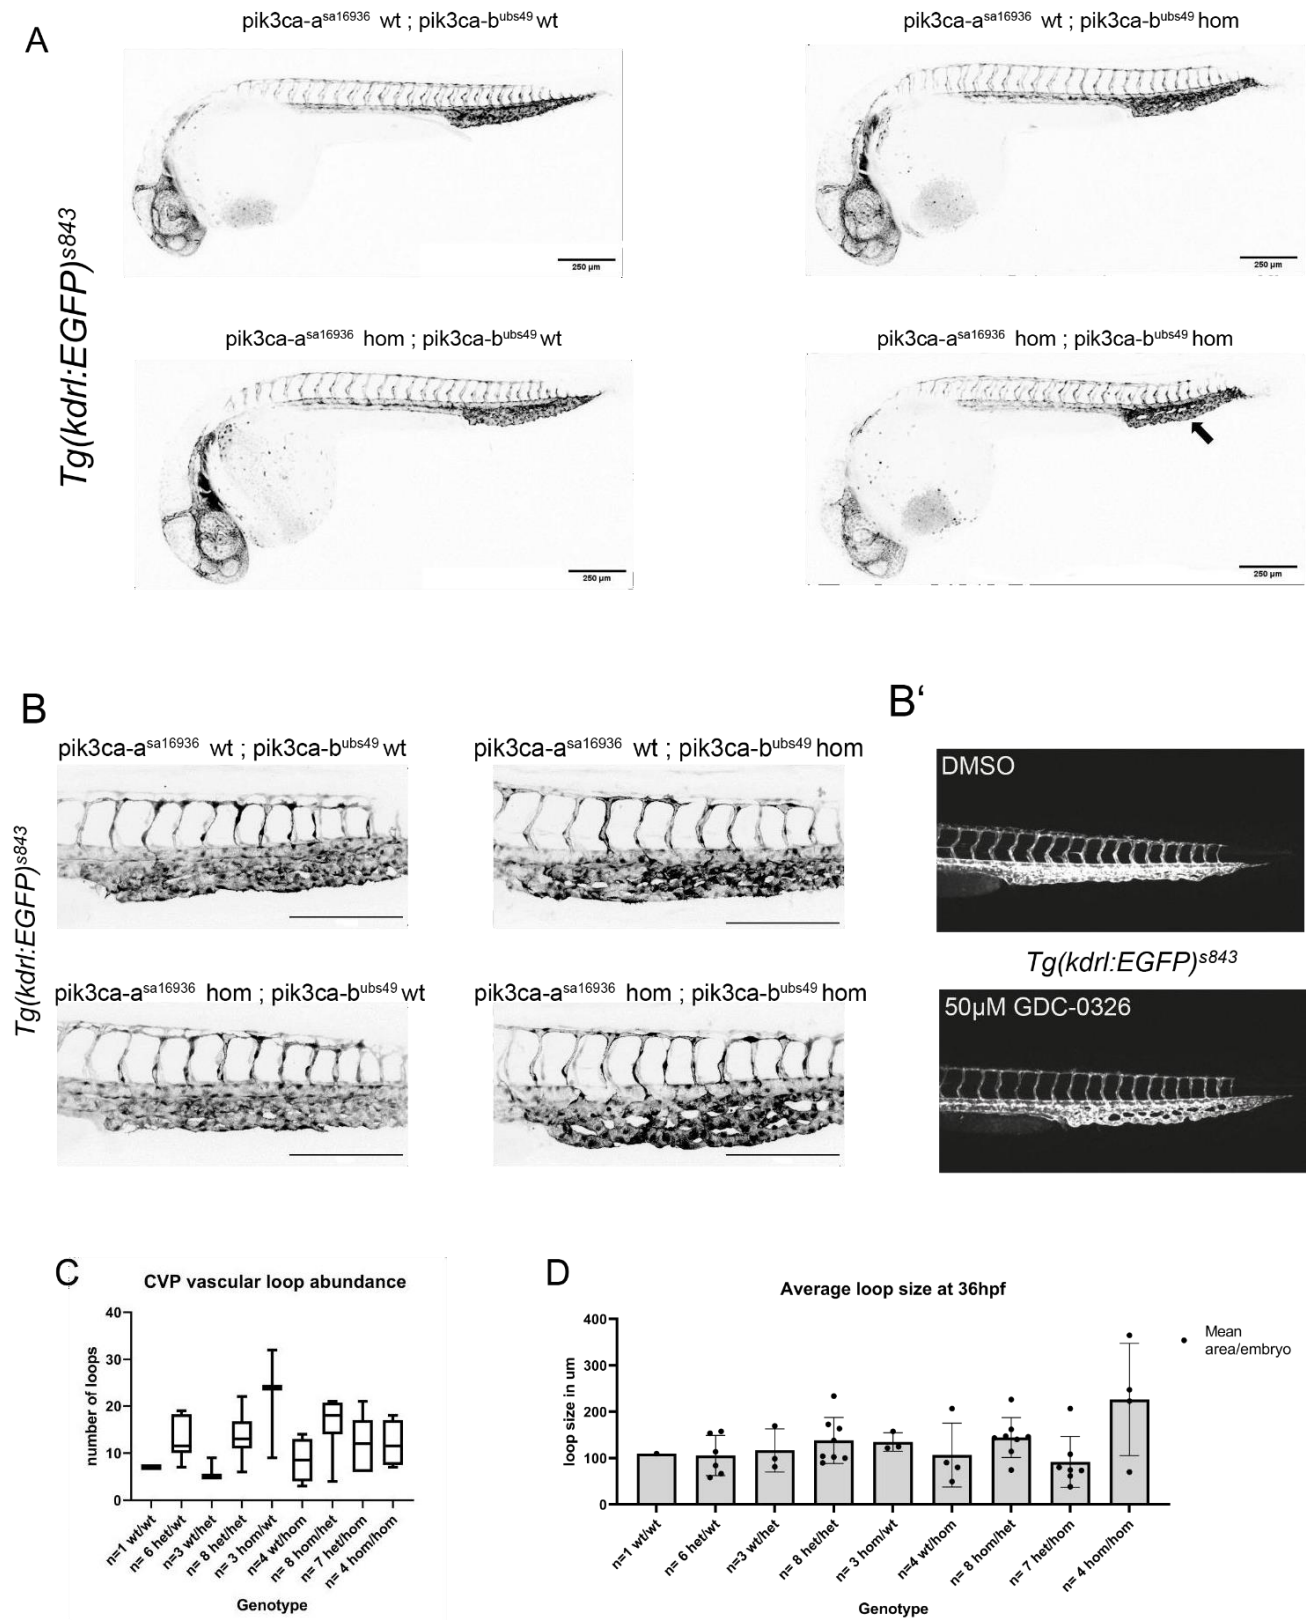 A
pik3ca-a^sa16936 wt ; pik3ca-b^ubs49 wt
pik3ca-a^sa16936 wt ; pik3ca-b^ubs49 hom
Tg(kdrl:EGFP)^s843
250 µm
250 µm
pik3ca-a^sa16936 hom ; pik3ca-b^ubs49 wt
pik3ca-a^sa16936 hom ; pik3ca-b^ubs49 hom
250 µm
250 µm
B
pik3ca-a^sa16936 wt ; pik3ca-b^ubs49 wt
pik3ca-a^sa16936 wt ; pik3ca-b^ubs49 hom
Tg(kdrl:EGFP)^s843
pik3ca-a^sa16936 hom ; pik3ca-b^ubs49 wt
pik3ca-a^sa16936 hom ; pik3ca-b^ubs49 hom
B‘
DMSO
Tg(kdrl:EGFP)^s843
50µM GDC-0326
C
CVP vascular loop abundance
number of loops
40
30
20
10
0
n=1 wt/wt
n= 6 het/wt
n=3 wt/het
n= 8 het/het
n= 3 hom/wt
n=4 wt/hom
n= 8 hom/het
n= 7 het/hom
n= 4 hom/hom
Genotype
D
Average loop size at 36hpf
loop size in um
400
300
200
100
0
n=1 wt/wt
n= 6 het/wt
n=3 wt/het
n= 8 het/het
n= 3 hom/wt
n=4 wt/hom
n= 8 hom/het
n= 7 het/hom
n= 4 hom/hom
Genotype
Mean
area/embryo